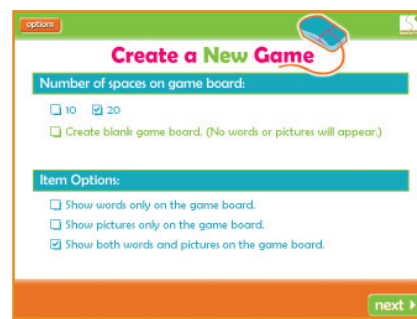 options
Create a New Game
Number of spaces on game board:
10 20
Create blank game board. (No words or pictures will appear.)
Item Options:
Show words only on the game board.
Show pictures only on the game board.
Show both words and pictures on the game board.
next